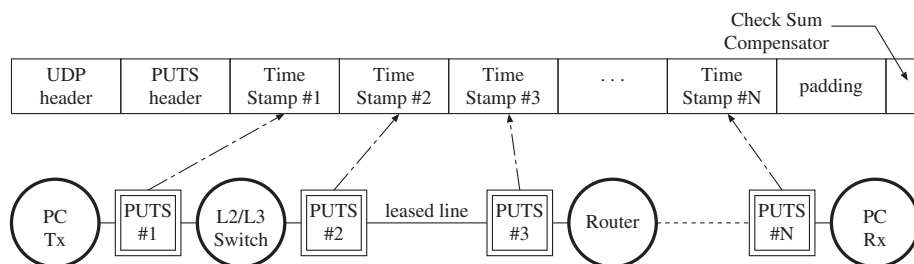 Check Sum
Compensator
UDP
header
PUTS
header
Time
Stamp #1
Time
Stamp #2
Time
Stamp #3
. . .
Time
Stamp #N
padding
PC
Tx
PUTS
#1
L2/L3
Switch
PUTS
#2
leased line
PUTS
#3
Router
PUTS
#N
PC
Rx